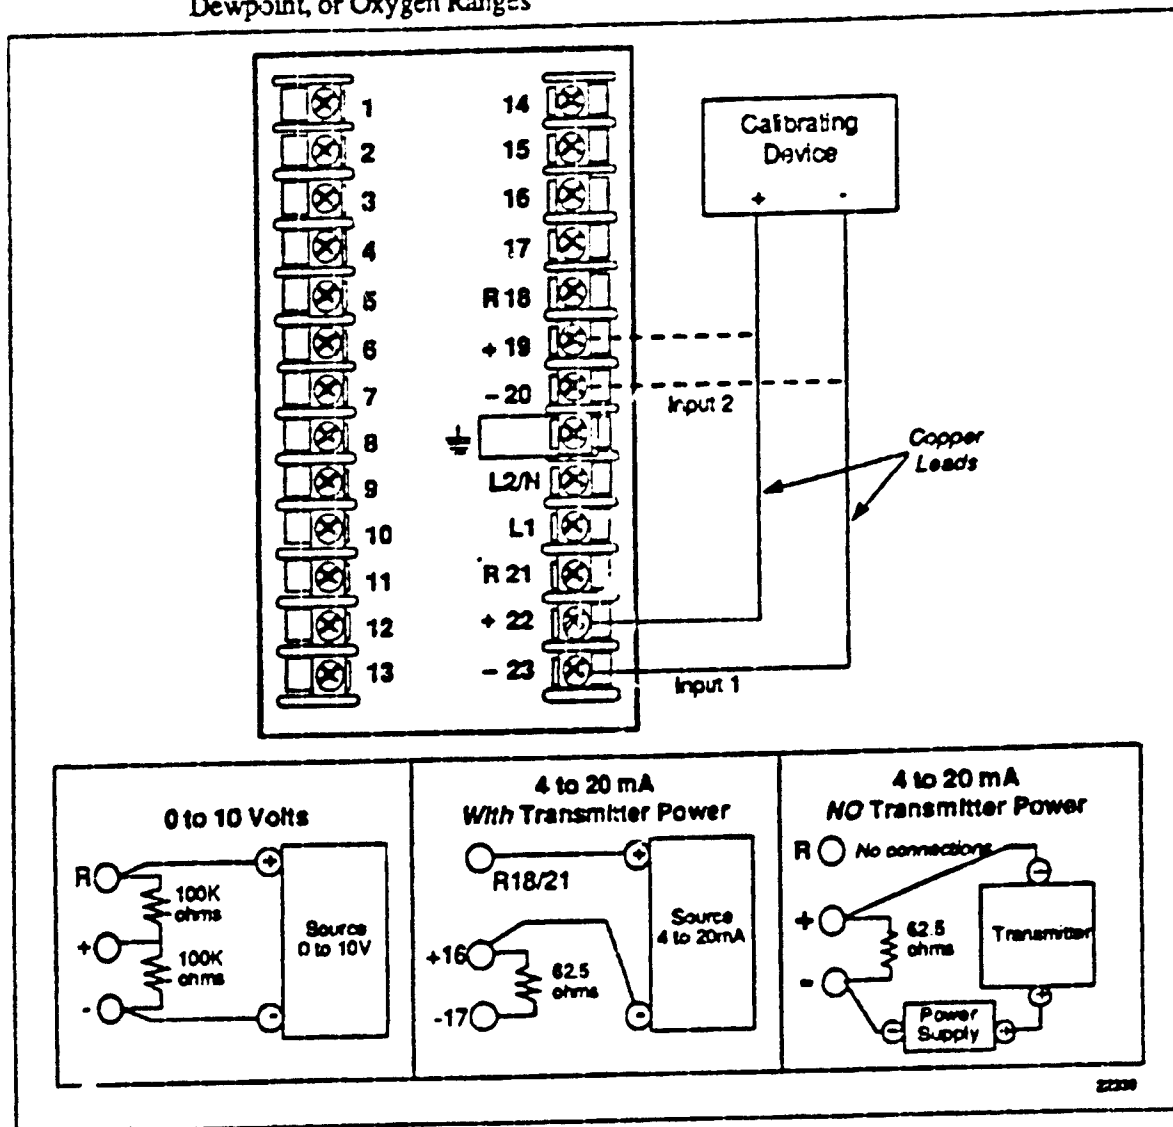 Dewpoint, or Oxygen Ranges
1
2
3
4
5
6
7
8
9
10
11
12
13
14
15
16
17
R 18
+ 19
- 20
L2/N
L1
R 21
+ 22
- 23
Calibrating
Device
+ -
Input 2
Copper
Leads
Input 1
0 to 10 Volts
R
100K
ohms
+
100K
ohms
-
+
Source
0 to 10V
-
4 to 20 mA
With Transmitter Power
R18/21
+
Source
4 to 20mA
+16
62.5
ohms
-17
-
4 to 20 mA
NO Transmitter Power
R No connections
-
+
62.5
ohms
Transmitter
-
+
- Power +
Supply
22339